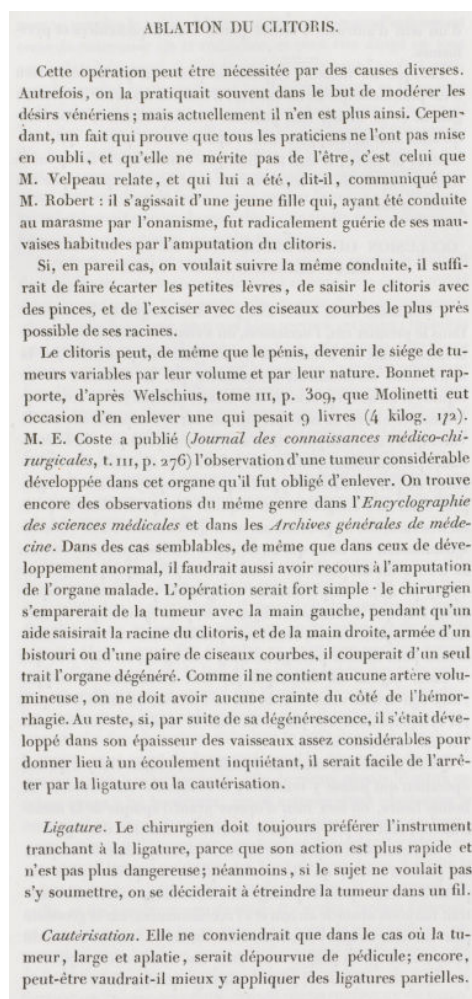 ABLATION DU CLITORIS.
Cette opération peut être nécessitée par des causes diverses.
Autrefois, on la pratiquait souvent dans le but de modérer les
désirs vénériens ; mais actuellement il n'en est plus ainsi. Cepen-
dant, un fait qui prouve que tous les praticiens ne l'ont pas mise
en oubli, et qu'elle ne mérite pas de l'être, c'est celui que
M. Velpeau relate, et qui lui a été, dit-il, communiqué par
M. Robert : il s'agissait d'une jeune fille qui, ayant été conduite
au marasme par l'onanisme, fut radicalement guérie de ses mau-
vaises habitudes par l'amputation du clitoris.
Si, en pareil cas, on voulait suivre la même conduite, il suffi-
rait de faire écarter les petites lèvres, de saisir le clitoris avec
des pinces, et de l'exciser avec des ciseaux courbes le plus près
possible de ses racines.
Le clitoris peut, de même que le pénis, devenir le siége de tu-
meurs variables par leur volume et par leur nature. Bonnet rap-
porte, d'après Welschius, tome III, p. 309, que Molinetti eut
occasion d'en enlever une qui pesait 9 livres (4 kilog. 1/2).
M. E. Coste a publié (Journal des connaissances médico-chi-
rurgicales, t. III, p. 276) l'observation d'une tumeur considérable
développée dans cet organe qu'il fut obligé d'enlever. On trouve
encore des observations du même genre dans l'Encyclographie
des sciences médicales et dans les Archives générales de méde-
cine. Dans des cas semblables, de même que dans ceux de déve-
loppement anormal, il faudrait aussi avoir recours à l'amputation
de l'organe malade. L'opération serait fort simple · le chirurgien
s'emparerait de la tumeur avec la main gauche, pendant qu'un
aide saisirait la racine du clitoris, et de la main droite, armée d'un
bistouri ou d'une paire de ciseaux courbes, il couperait d'un seul
trait l'organe dégénéré. Comme il ne contient aucune artère volu-
mineuse, on ne doit avoir aucune crainte du côté de l'hémor-
rhagie. Au reste, si, par suite de sa dégénérescence, il s'était déve-
loppé dans son épaisseur des vaisseaux assez considérables pour
donner lieu à un écoulement inquiétant, il serait facile de l'arrê-
ter par la ligature ou la cautérisation.
Ligature. Le chirurgien doit toujours préférer l'instrument
tranchant à la ligature, parce que son action est plus rapide et
n'est pas plus dangereuse; néanmoins, si le sujet ne voulait pas
s'y soumettre, on se déciderait à étreindre la tumeur dans un fil.
Cautérisation. Elle ne conviendrait que dans le cas où la tu-
meur, large et aplatie, serait dépourvue de pédicule; encore,
peut-être vaudrait-il mieux y appliquer des ligatures partielles.